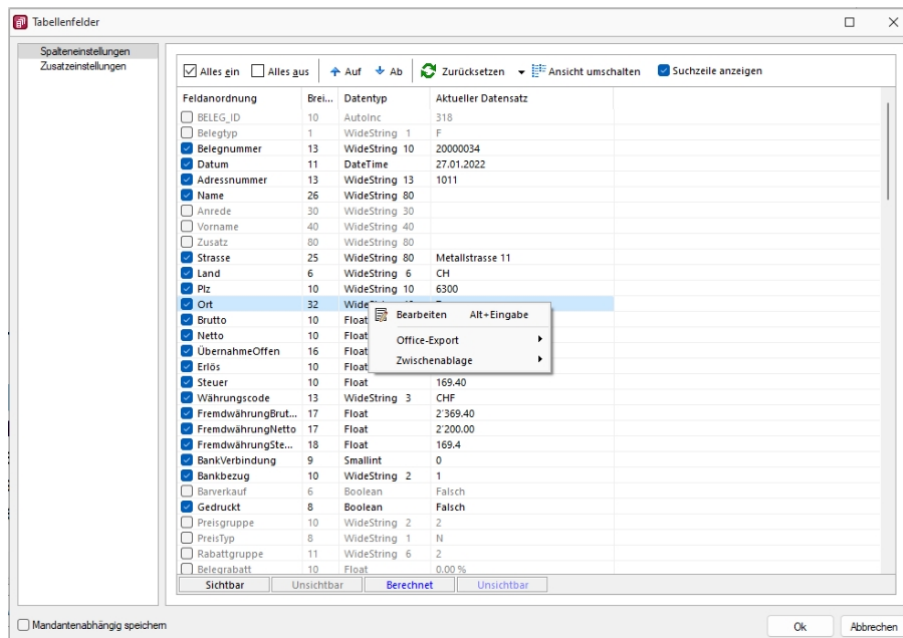 Tabellenfelder
Spalteneinstellungen
Zusatzeinstellungen
Alles ein Alles aus Auf Ab Zurücksetzen Ansicht umschalten Suchzeile anzeigen
Feldanordnung Brei... Datentyp Aktueller Datensatz
BELEG_ID 10 AutoInc 318
Belegtyp 1 WideString 1 F
Belegnummer 13 WideString 10 20000034
Datum 11 DateTime 27.01.2022
Adressnummer 13 WideString 13 1011
Name 26 WideString 80
Anrede 30 WideString 30
Vorname 40 WideString 40
Zusatz 80 WideString 80
Strasse 25 WideString 80 Metallstrasse 11
Land 6 WideString 6 CH
Plz 10 WideString 10 6300
Ort 32
Brutto 10 Float
Netto 10 Float
ÜbernahmeOffen 16 Float
Erlös 10 Float
Bearbeiten Alt+Eingabe
Office-Export
Zwischenablage
Steuer 10 Float 169.40
Währungscode 13 WideString 3 CHF
FremdwährungBrut... 17 Float 2'369.40
FremdwährungNetto 17 Float 2'200.00
FremdwährungSte... 18 Float 169.4
BankVerbindung 9 Smallint 0
Bankbezug 10 WideString 2 1
Barverkauf 6 Boolean Falsch
Gedruckt 8 Boolean Falsch
Preisgruppe 10 WideString 2 2
PreisTyp 8 WideString 1 N
Rabattgruppe 11 WideString 6 2
Belegrabatt 10 Float 0.00 %
Sichtbar Unsichtbar Berechnet Unsichtbar
Mandantenabhängig speichern
Ok Abbrechen